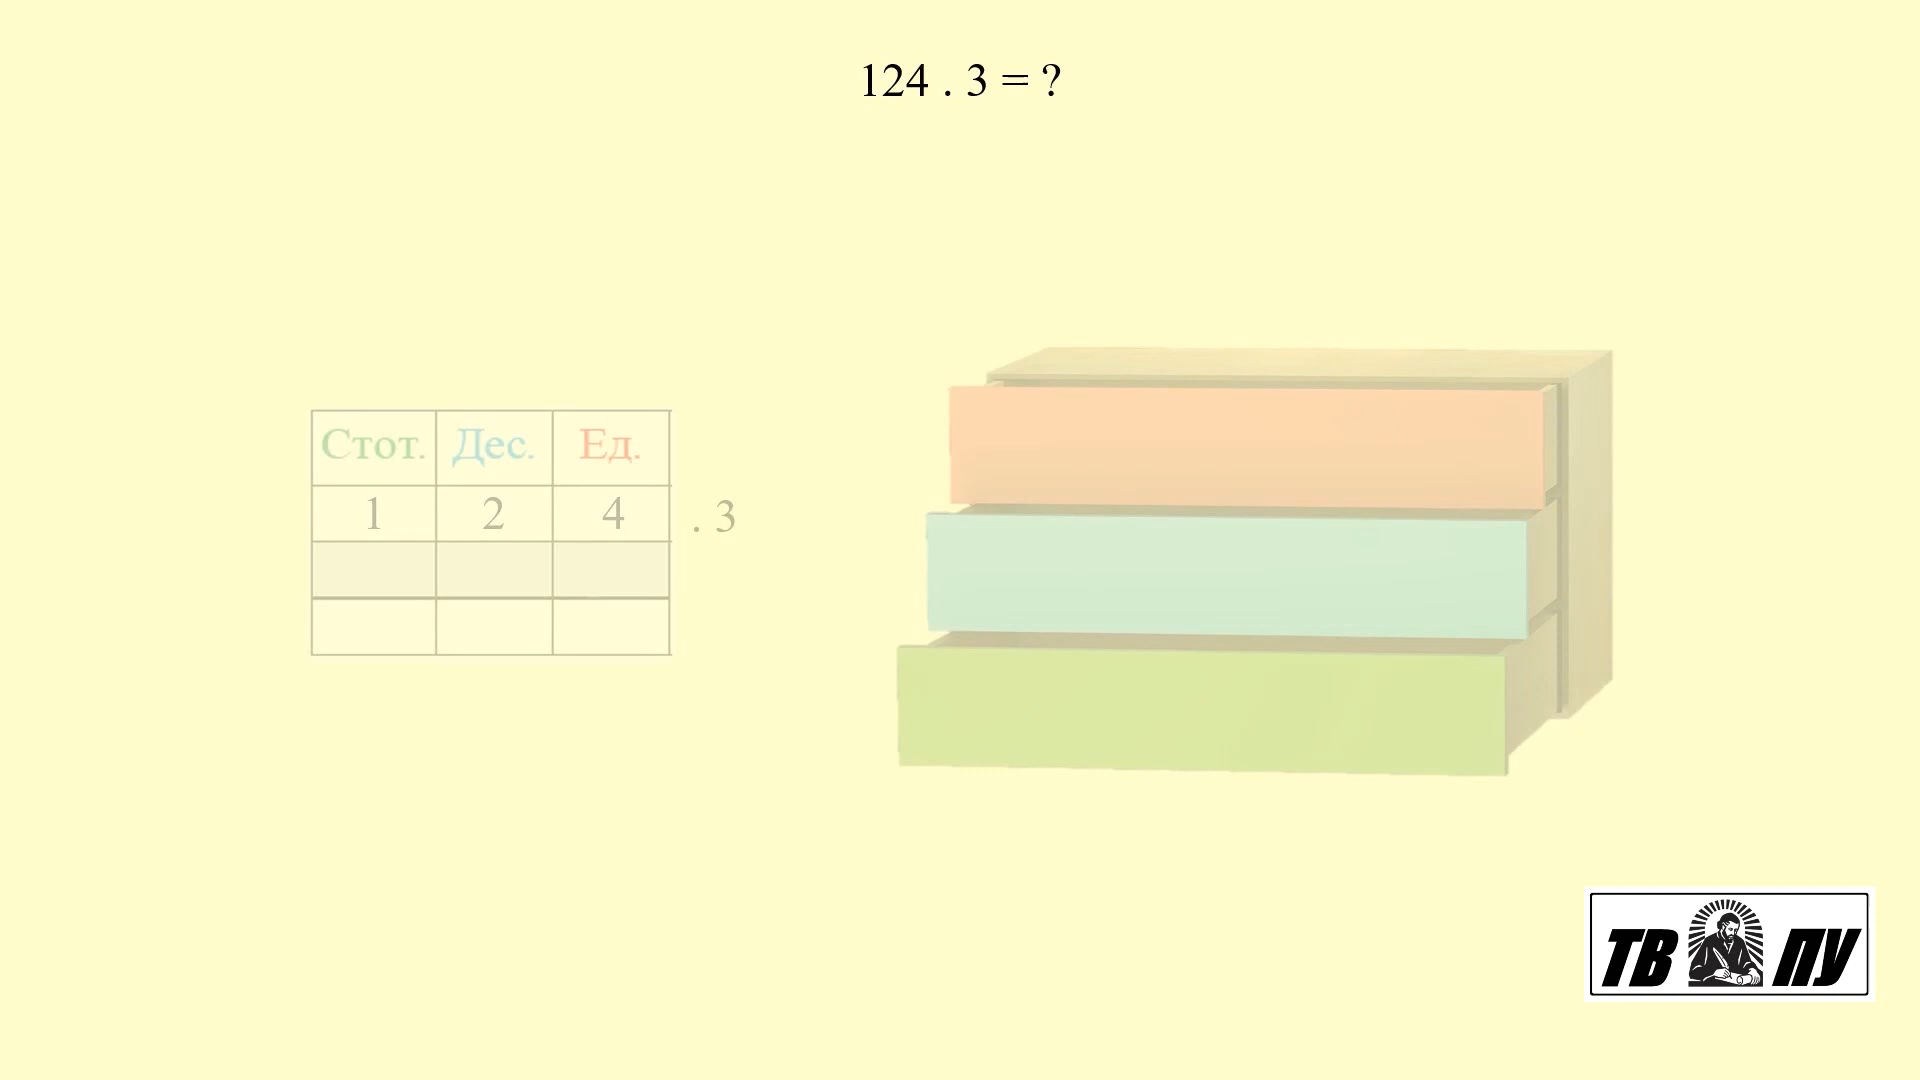 124 . 3 = ?
Стот. Дес. Ед.
1 2 4 . 3
ТВ ПУ